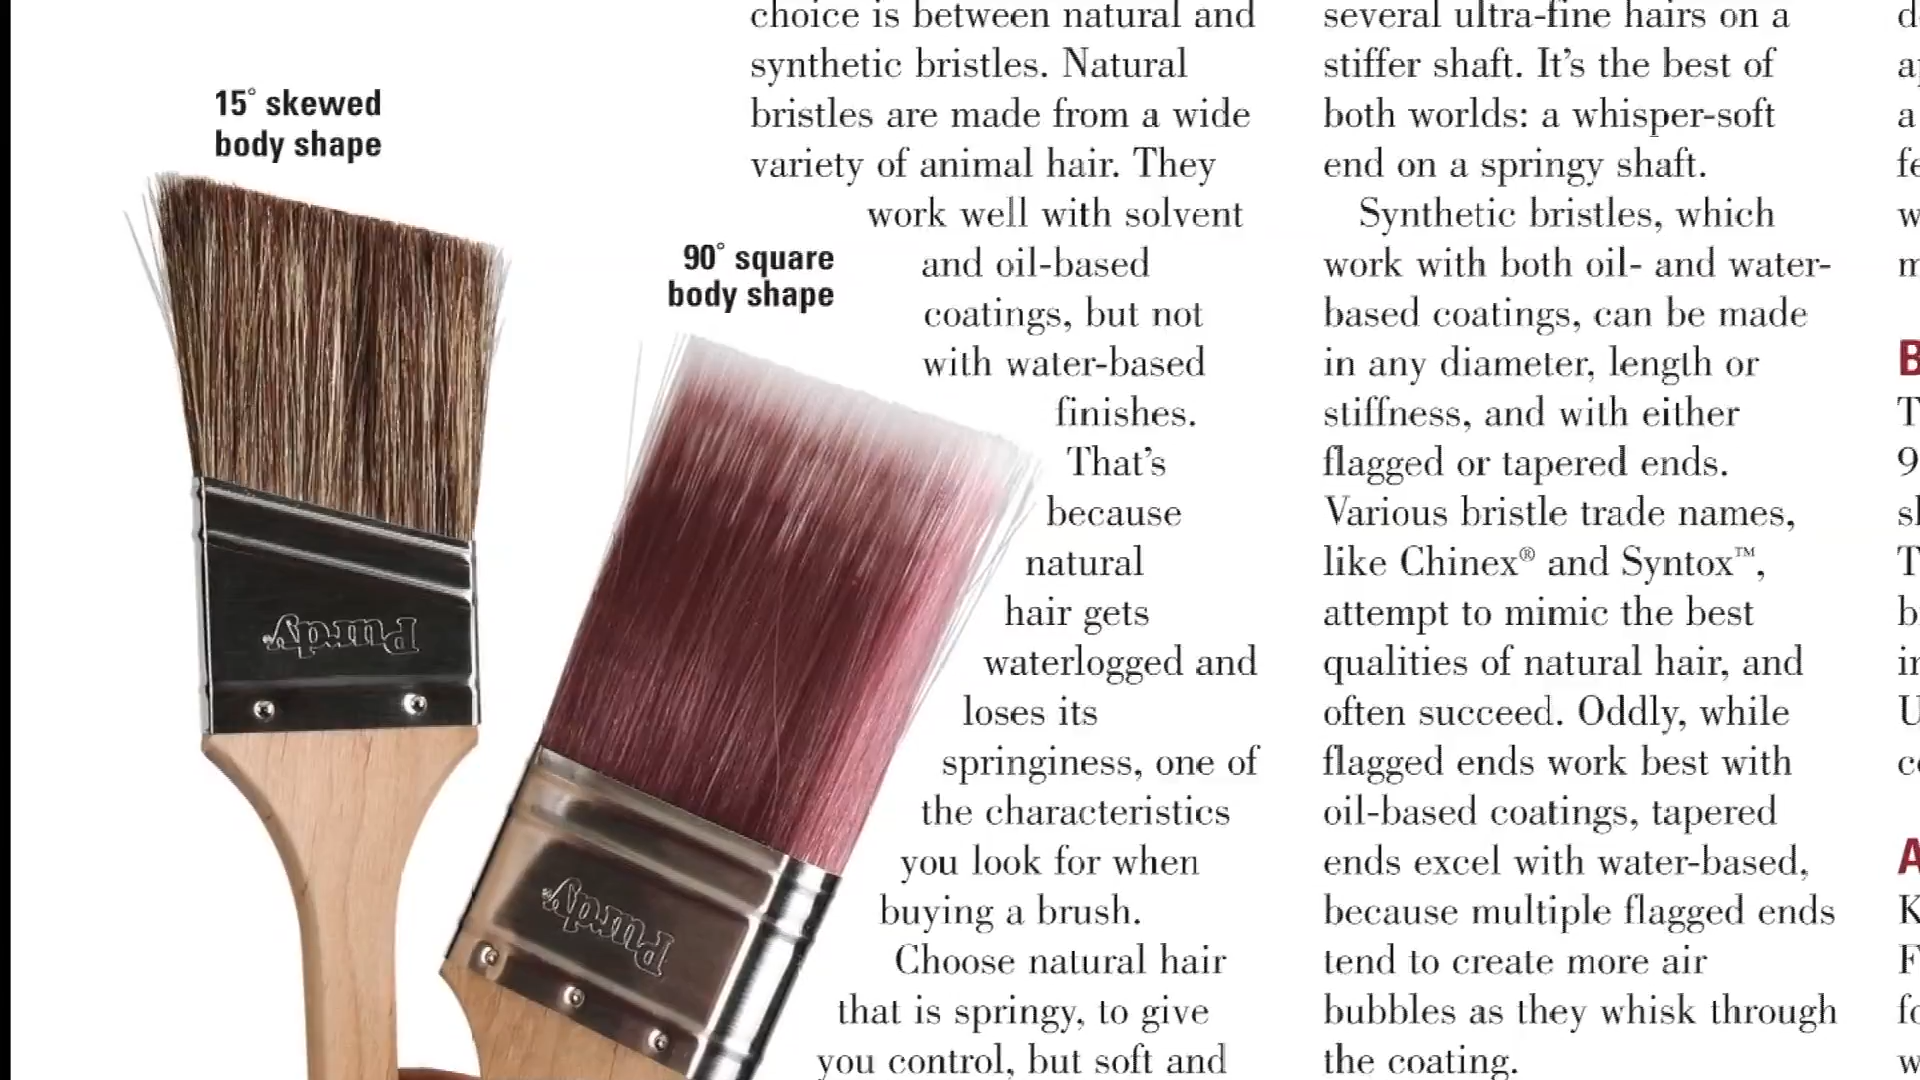 15° skewed
body shape
90° square
body shape
Purdy
Purdy
choice is between natural and
synthetic bristles. Natural
bristles are made from a wide
variety of animal hair. They
work well with solvent
and oil-based
coatings, but not
with water-based
finishes.
That’s
because
natural
hair gets
waterlogged and
loses its
springiness, one of
the characteristics
you look for when
buying a brush.
Choose natural hair
that is springy, to give
you control, but soft and
several ultra-fine hairs on a
stiffer shaft. It’s the best of
both worlds: a whisper-soft
end on a springy shaft.
Synthetic bristles, which
work with both oil- and water-
based coatings, can be made
in any diameter, length or
stiffness, and with either
flagged or tapered ends.
Various bristle trade names,
like Chinex® and Syntox™,
attempt to mimic the best
qualities of natural hair, and
often succeed. Oddly, while
flagged ends work best with
oil-based coatings, tapered
ends excel with water-based,
because multiple flagged ends
tend to create more air
bubbles as they whisk through
the coating.